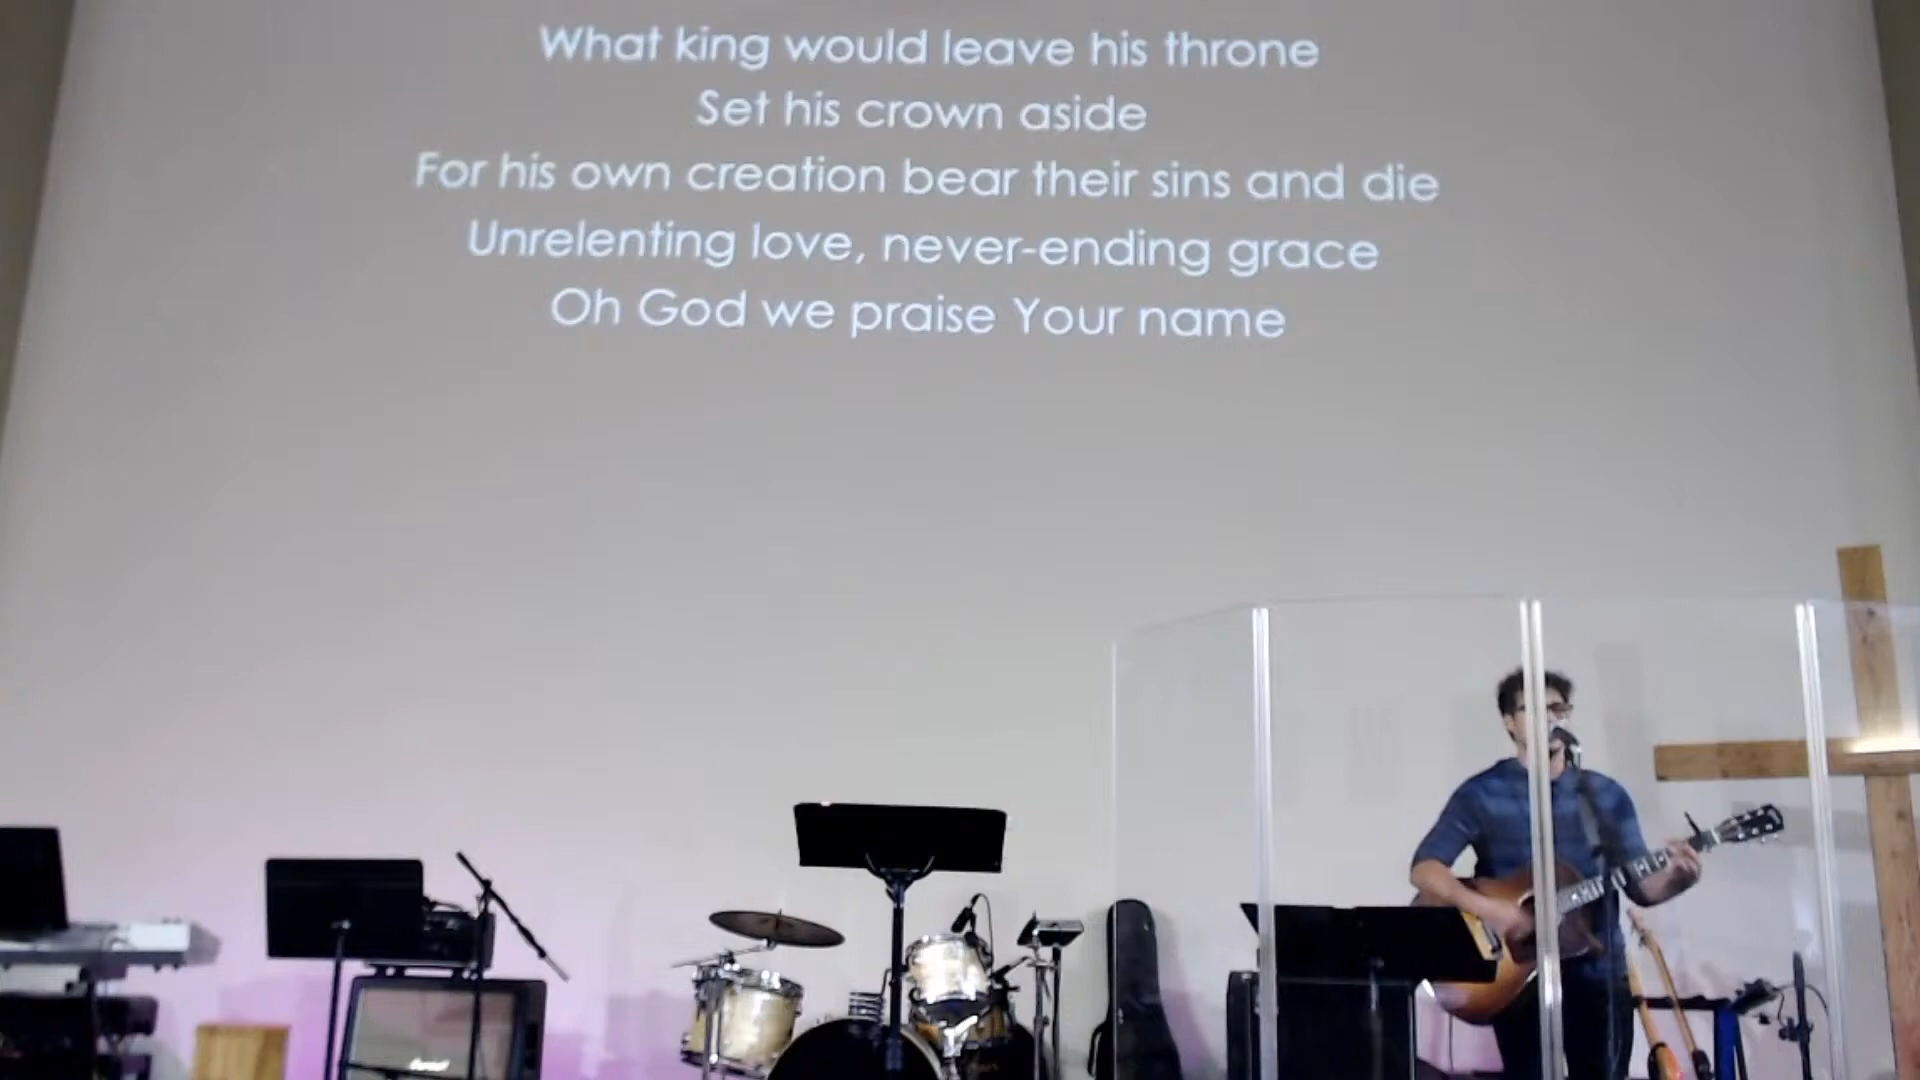 What king would leave his throne
Set his crown aside
For his own creation bear their sins and die
Unrelenting love, never-ending grace
Oh God we praise Your name